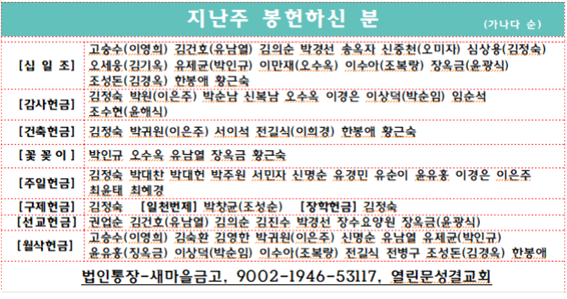 지난주 봉헌하신 분
(가나다 순)
[십 일 조] 고승수(이영희) 김건호(유남열) 김의순 박경선 송옥자 신중천(오미자) 심상용(김정숙)
오세웅(김기옥) 유제균(박인규) 이만재(오수옥) 이수아(조복랑) 장옥금(윤광식)
조성돈(김경옥) 한봉애 황근숙
[감사헌금] 김정숙 박원(이은주) 박순남 신복남 오수옥 이경은 이상덕(박순임) 임순석
조수현(윤해식)
[건축헌금] 김정숙 박귀원(이은주) 서이석 전길식(이희경) 한봉애 황근숙
[꽃 꽂 이] 박인규 오수옥 유남열 장옥금 황근숙
[주일헌금] 김정숙 박대찬 박대현 박주원 서민자 신명순 유경민 유순이 윤유홍 이경은 이은주
최윤태 최혜경
[구제헌금] 김정숙 [일천번제] 박창균(조성순) [장학헌금] 김정숙
[선교헌금] 권업순 김건호(유남열) 김의순 김진수 박경선 장수요양원 장옥금(윤광식)
[월삭헌금] 고승수(이영희) 김숙환 김영한 박귀원(이은주) 신명순 유남열 유제균(박인규)
윤유홍(징옥금) 이상덕(박순임) 이수아(조복랑) 전길식 전병구 조성돈(김경옥) 한봉애
법인통장-새마을금고, 9002-1946-53117, 열린문성결교회